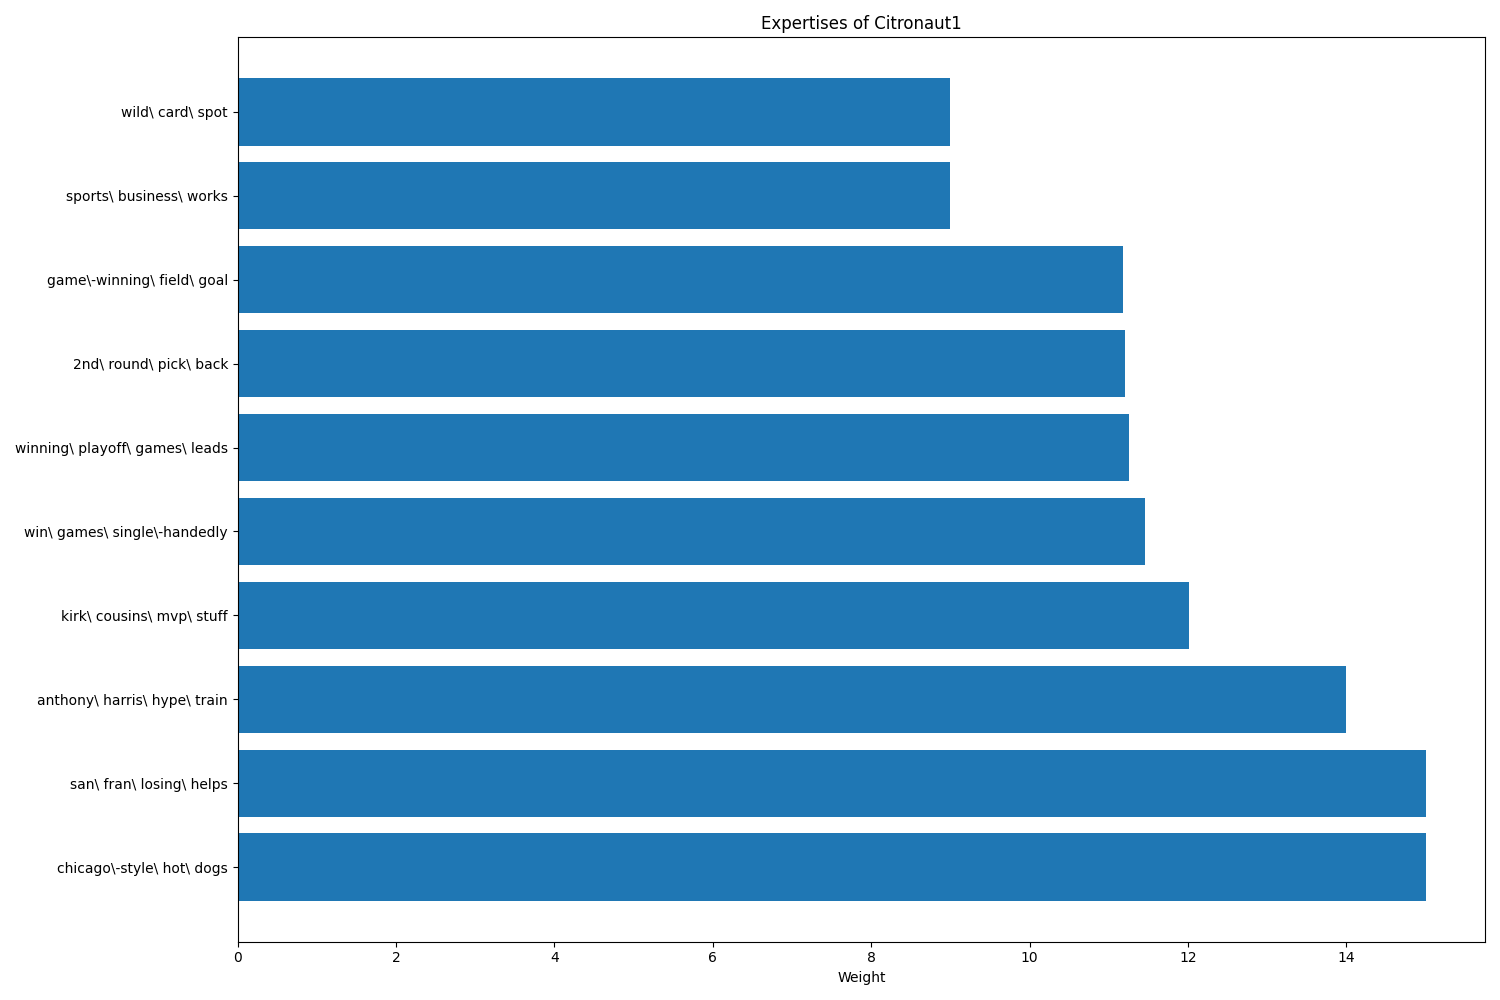 Expertises of Citronaut1
wild\ card\ spot
sports\ business\ works
game\-winning\ field\ goal
2nd\ round\ pick\ back
winning\ playoff\ games\ leads
win\ games\ single\-handedly
kirk\ cousins\ mvp\ stuff
anthony\ harris\ hype\ train
san\ fran\ losing\ helps
chicago\-style\ hot\ dogs
0 2 4 6 8 10 12 14
Weight